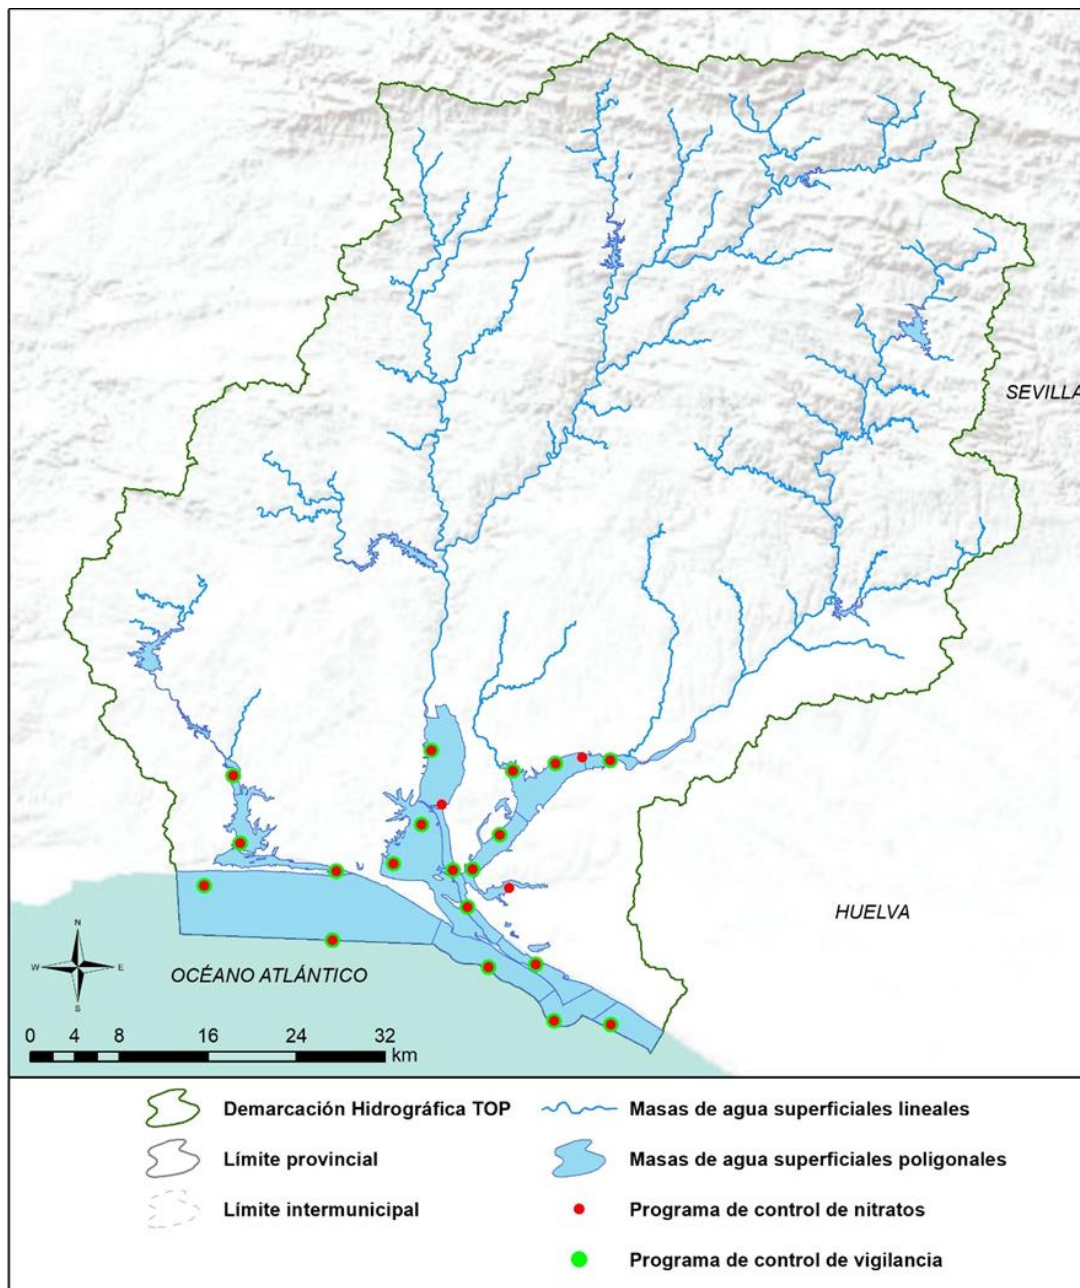 SEVILLA
HUELVA
N
W E
S
OCÉANO ATLÁNTICO
0 4 8 16 24 32
km
Demarcación Hidrográfica TOP
Masas de agua superficiales lineales
Límite provincial
Masas de agua superficiales poligonales
Límite intermunicipal
Programa de control de nitratos
Programa de control de vigilancia